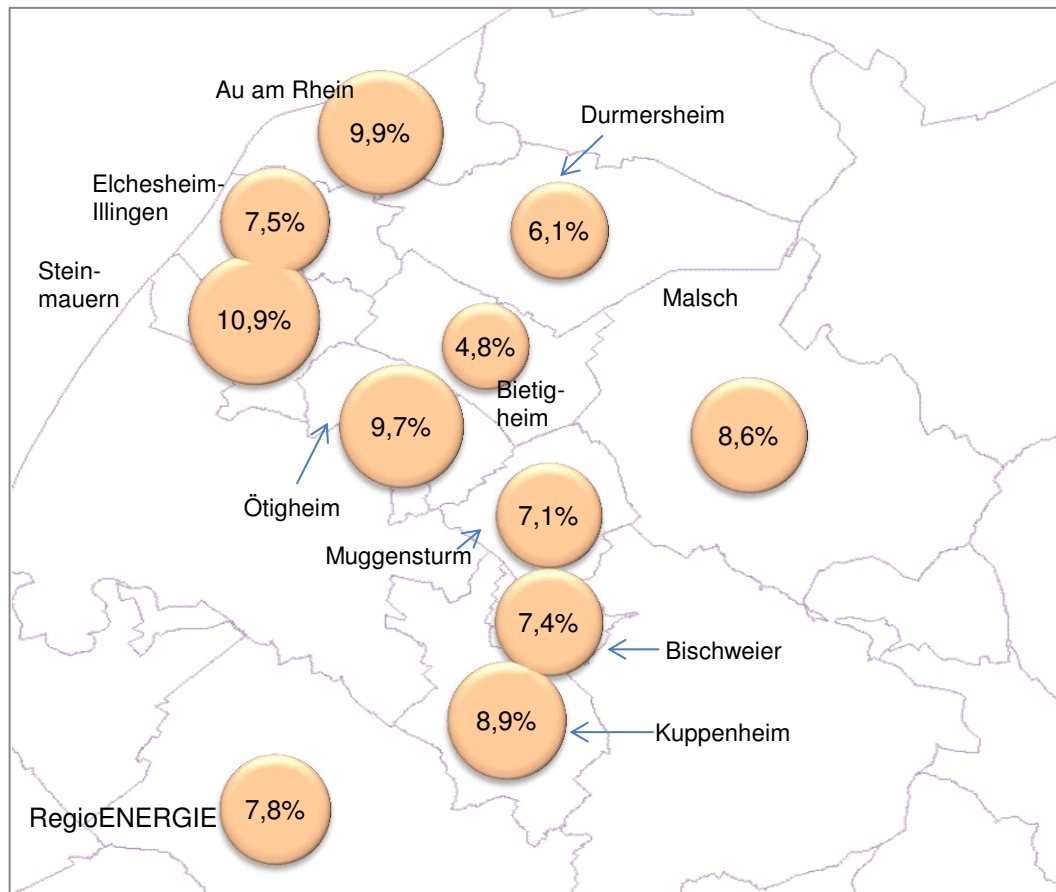 Au am Rhein
9,9%
Durmersheim
Elchesheim-
Illingen
7,5%
6,1%
Stein-
mauern
10,9%
Malsch
4,8%
Bietig-
heim
9,7%
8,6%
Ötigheim
7,1%
Muggensturm
7,4%
Bischweier
8,9%
Kuppenheim
RegioENERGIE
7,8%